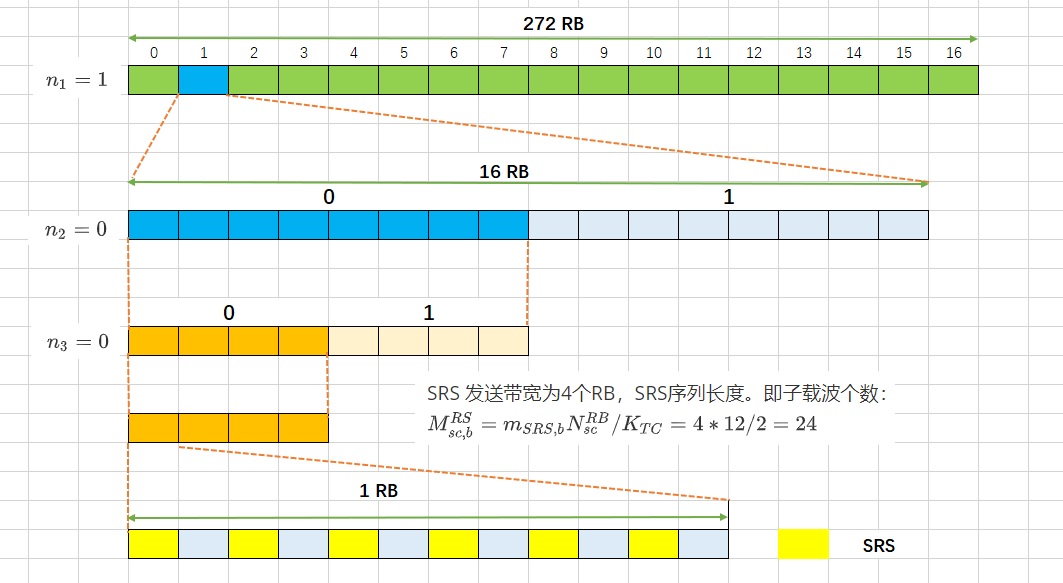 272 RB
0 1 2 3 4 5 6 7 8 9 10 11 12 13 14 15 16
n₁ = 1
16 RB
0 1
n₂ = 0
0 1
n₃ = 0
SRS 发送带宽为4个RB，SRS序列长度。即子载波个数：
M_{sc,b}^{RS} = m_{SRS,b} N_{sc}^{RB} / K_{TC} = 4 * 12/2 = 24
1 RB
SRS